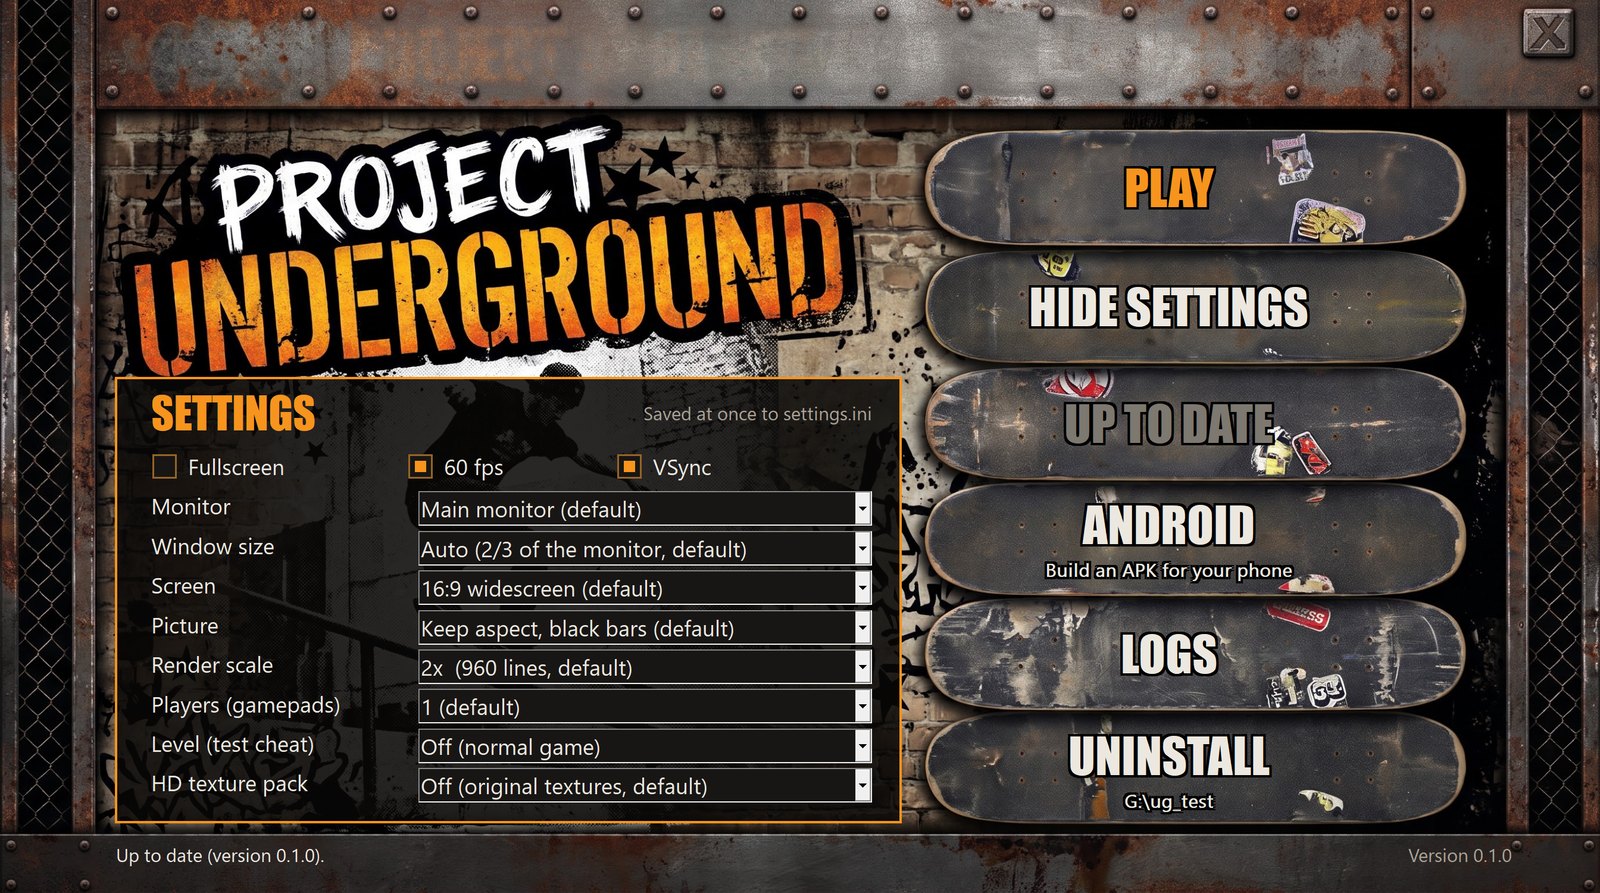 PROJECT
UNDERGROUND
SETTINGS
Saved at once to settings.ini
Fullscreen
60 fps
VSync
Monitor
Main monitor (default)
Window size
Auto (2/3 of the monitor, default)
Screen
16:9 widescreen (default)
Picture
Keep aspect, black bars (default)
Render scale
2x (960 lines, default)
Players (gamepads)
1 (default)
Level (test cheat)
Off (normal game)
HD texture pack
Off (original textures, default)
X
PLAY
HIDE SETTINGS
UP TO DATE
ANDROID
Build an APK for your phone
LOGS
UNINSTALL
G:\ug_test
Up to date (version 0.1.0).
Version 0.1.0